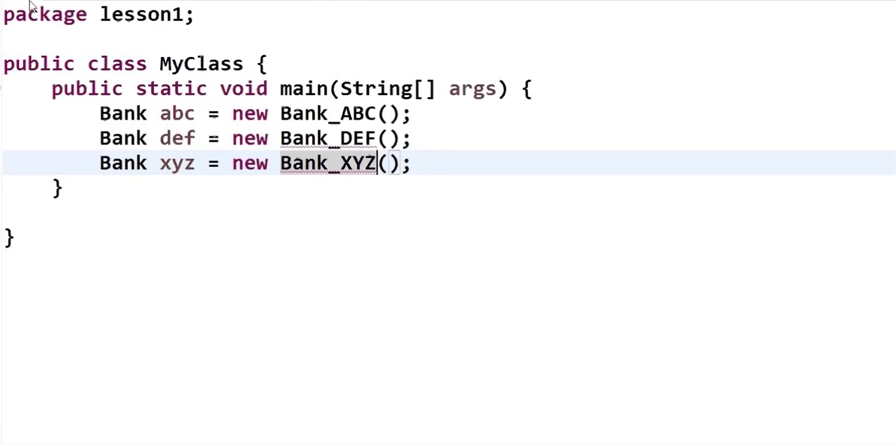 package lesson1;
public class MyClass {
public static void main(String[] args) {
Bank abc = new Bank_ABC();
Bank def = new Bank_DEF();
Bank xyz = new Bank_XYZ();
}
}